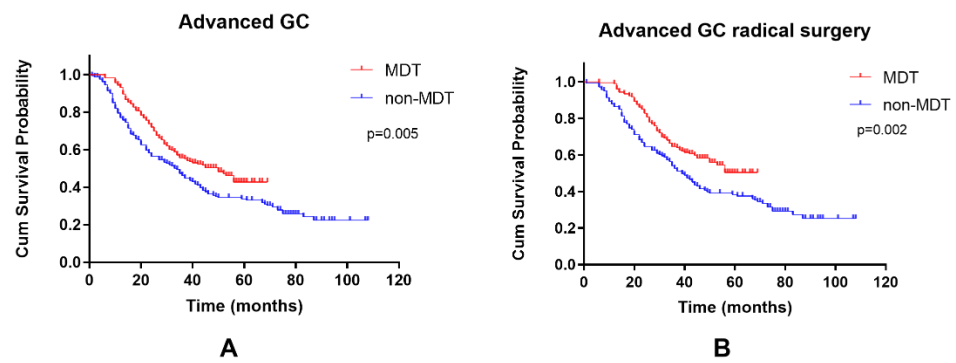 Advanced GC
Cum Survival Probability
1.0
0.8
0.6
0.4
0.2
0.0
0 20 40 60 80 100 120
Time (months)
MDT
non-MDT
p=0.005
A
Advanced GC radical surgery
Cum Survival Probability
1.0
0.8
0.6
0.4
0.2
0.0
0 20 40 60 80 100 120
Time (months)
MDT
non-MDT
p=0.002
B